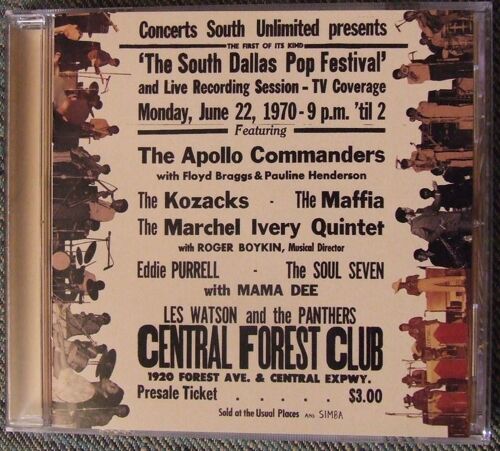 Concerts South Unlimited presents
THE FIRST OF ITS KIND
'The South Dallas Pop Festival'
and Live Recording Session - TV Coverage
Monday, June 22, 1970 - 9 p.m. 'til 2
Featuring
The Apollo Commanders
with Floyd Braggs & Pauline Henderson
The Kozacks - THe Maffia
The Marchel Ivery Quintet
with ROGER BOYKIN, Musical Director
Eddie PURRELL - The SOUL SEVEN
with MAMA DEE
LES WATSON and the PANTHERS
CENTRAL FOREST CLUB
1920 FOREST AVE. & CENTRAL EXPWY.
Presale Ticket . . . . . $3.00
Sold at the Usual Places AND SIMBA